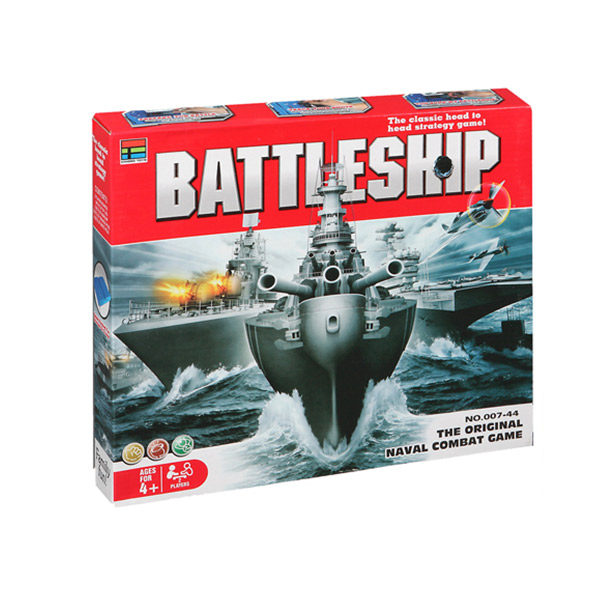 The classic head to
head strategy game!
BATTLESHIP
NO.007-44
THE ORIGINAL
NAVAL COMBAT GAME
AGES
FOR
4+
PLAYERS